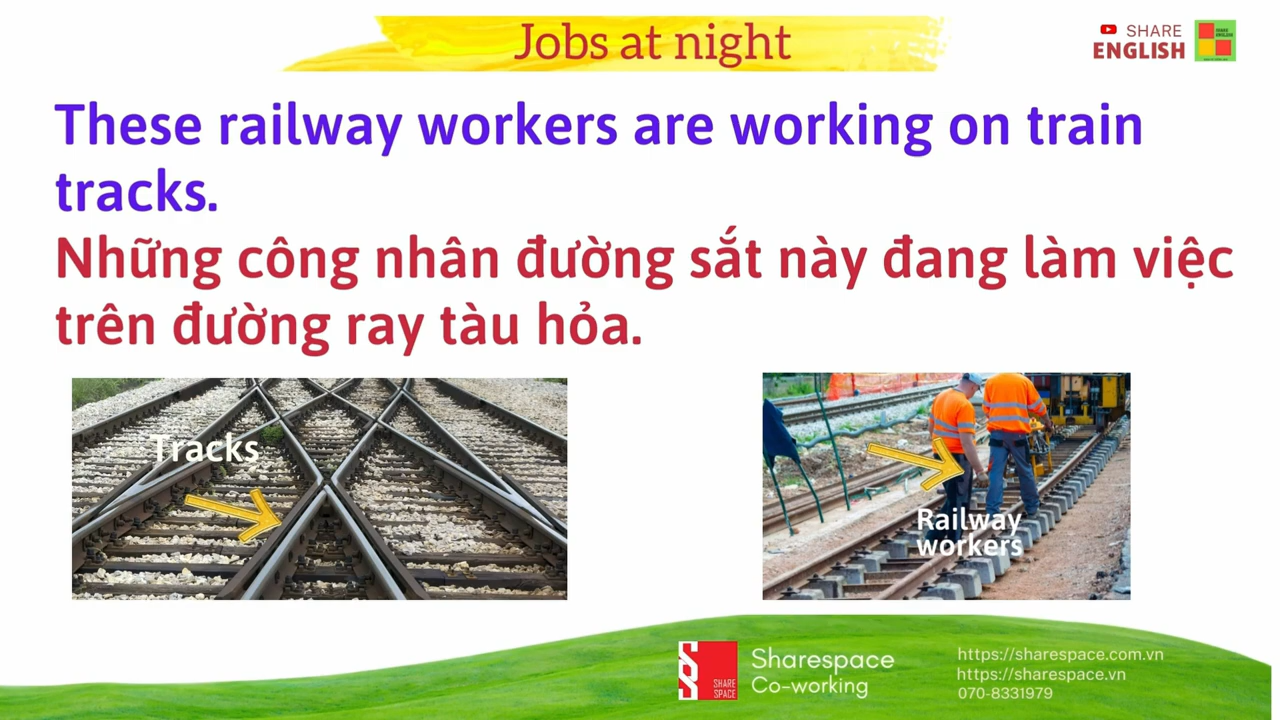 Jobs at night
SHARE
ENGLISH
These railway workers are working on train
tracks.
Những công nhân đường sắt này đang làm việc
trên đường ray tàu hỏa.
Tracks
Railway
workers
SHARE
SPACE
Sharespace
Co-working
https://sharespace.com.vn
https://sharespace.vn
070-8331979